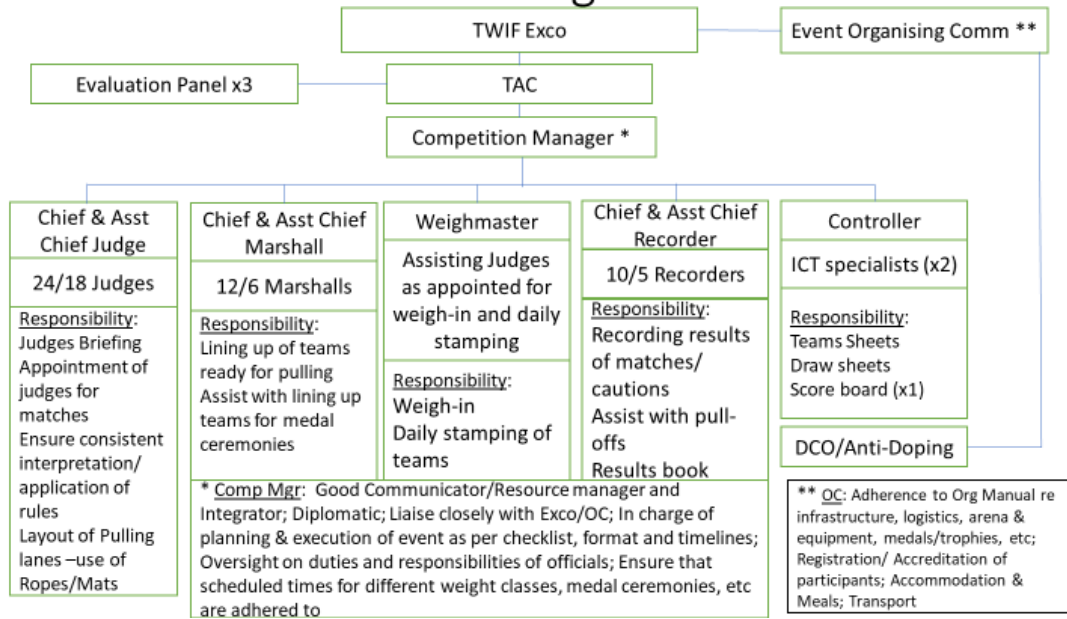 TWIF Exco
Event Organising Comm **
Evaluation Panel x3
TAC
Competition Manager *
Chief & Asst
Chief Judge
24/18 Judges
Responsibility:
Judges Briefing
Appointment of
judges for
matches
Ensure consistent
interpretation/
application of
rules
Layout of Pulling
lanes –use of
Ropes/Mats
Chief & Asst Chief
Marshall
12/6 Marshalls
Responsibility:
Lining up of teams
ready for pulling
Assist with lining up
teams for medal
ceremonies
Weighmaster
Assisting Judges
as appointed for
weigh-in and daily
stamping
Responsibility:
Weigh-in
Daily stamping of
teams
Chief & Asst Chief
Recorder
10/5 Recorders
Responsibility:
Recording results
of matches/
cautions
Assist with pull-
offs
Results book
Controller
ICT specialists (x2)
Responsibility:
Teams Sheets
Draw sheets
Score board (x1)
DCO/Anti-Doping
* Comp Mgr: Good Communicator/Resource manager and
Integrator; Diplomatic; Liaise closely with Exco/OC; In charge of
planning & execution of event as per checklist, format and timelines;
Oversight on duties and responsibilities of officials; Ensure that
scheduled times for different weight classes, medal ceremonies, etc
are adhered to
** OC: Adherence to Org Manual re
infrastructure, logistics, arena &
equipment, medals/trophies, etc;
Registration/ Accreditation of
participants; Accommodation &
Meals; Transport